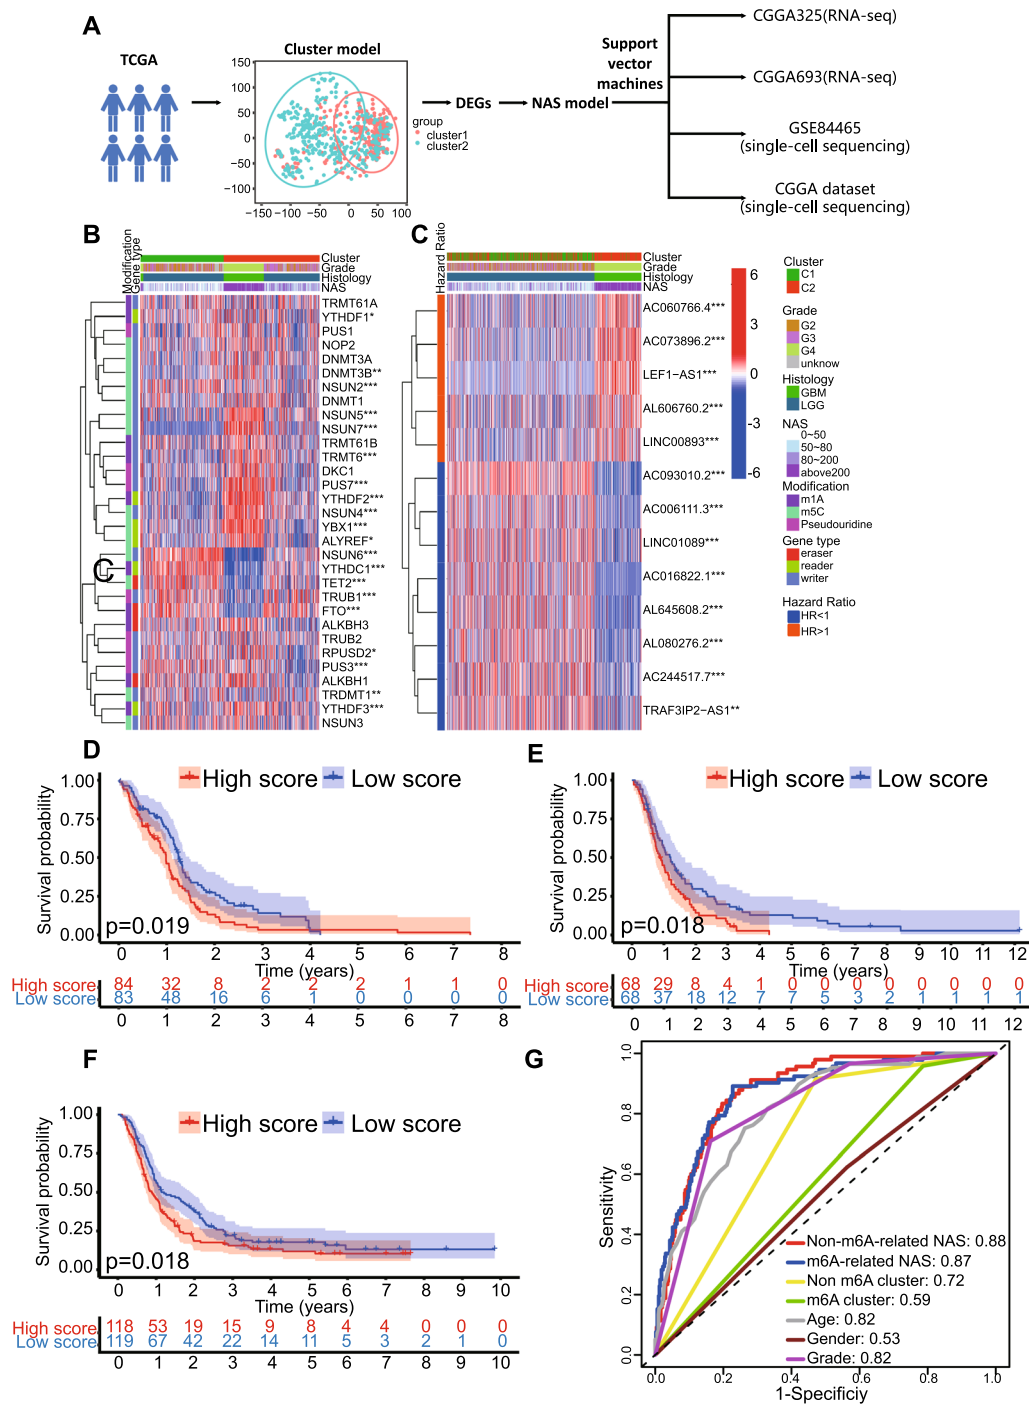 A
TCGA
Cluster model
150
100
50
0
−50
−100
−150 −100 −50 0 50 100
group
cluster1
cluster2
DEGs
NAS model
Support
vector
machines
CGGA325(RNA-seq)
CGGA693(RNA-seq)
GSE84465
(single-cell sequencing)
CGGA dataset
(single-cell sequencing)
B
Modification
Gene type
Cluster
Grade
Histology
NAS
TRMT61A
YTHDF1*
PUS1
NOP2
DNMT3A
DNMT3B**
NSUN2***
DNMT1
NSUN5***
NSUN7***
TRMT61B
TRMT6***
DKC1
PUS7***
YTHDF2***
NSUN4***
YBX1***
ALYREF*
NSUN6***
YTHDC1***
TET2***
TRUB1***
FTO***
ALKBH3
TRUB2
RPUSD2*
PUS3***
ALKBH1
TRDMT1**
YTHDF3***
NSUN3
C
C
Hazard Ratio
Cluster
Grade
Histology
NAS
AC060766.4***
AC073896.2***
LEF1−AS1***
AL606760.2***
LINC00893***
AC093010.2***
AC006111.3***
LINC01089***
AC016822.1***
AL645608.2***
AL080276.2***
AC244517.7***
TRAF3IP2−AS1**
6
3
0
-3
-6
Cluster
C1
C2
Grade
G2
G3
G4
unknow
Histology
GBM
LGG
NAS
0~50
50~80
80~200
above200
Modification
m1A
m5C
Pseudouridine
Gene type
eraser
reader
writer
Hazard Ratio
HR<1
HR>1
D
High score Low score
Survival probability
1.00
0.75
0.50
0.25
0.00
p=0.019
0 1 2 3 4 5 6 7 8
Time (years)
High score 84 32 8 2 2 2 1 1 0
Low score 83 48 16 6 1 0 0 0 0
0 1 2 3 4 5 6 7 8
E
High score Low score
Survival probability
1.00
0.75
0.50
0.25
0.00
p=0.018
0 1 2 3 4 5 6 7 8 9 10 11 12
Time (years)
High score 68 29 8 4 1 0 0 0 0 0 0 0 0
Low score 68 37 18 12 7 7 5 3 2 1 1 1 1
0 1 2 3 4 5 6 7 8 9 10 11 12
F
High score Low score
Survival probability
1.00
0.75
0.50
0.25
0.00
p=0.018
0 1 2 3 4 5 6 7 8 9 10
Time (years)
High score 118 53 19 15 9 8 4 4 0 0 0
Low score 119 67 42 22 14 11 5 3 2 1 0
0 1 2 3 4 5 6 7 8 9 10
G
Sensitivity
1.0
0.8
0.6
0.4
0.2
0.0
Non-m6A-related NAS: 0.88
m6A-related NAS: 0.87
Non m6A cluster: 0.72
m6A cluster: 0.59
Age: 0.82
Gender: 0.53
Grade: 0.82
0.0 0.2 0.4 0.6 0.8 1.0
1-Specificiy